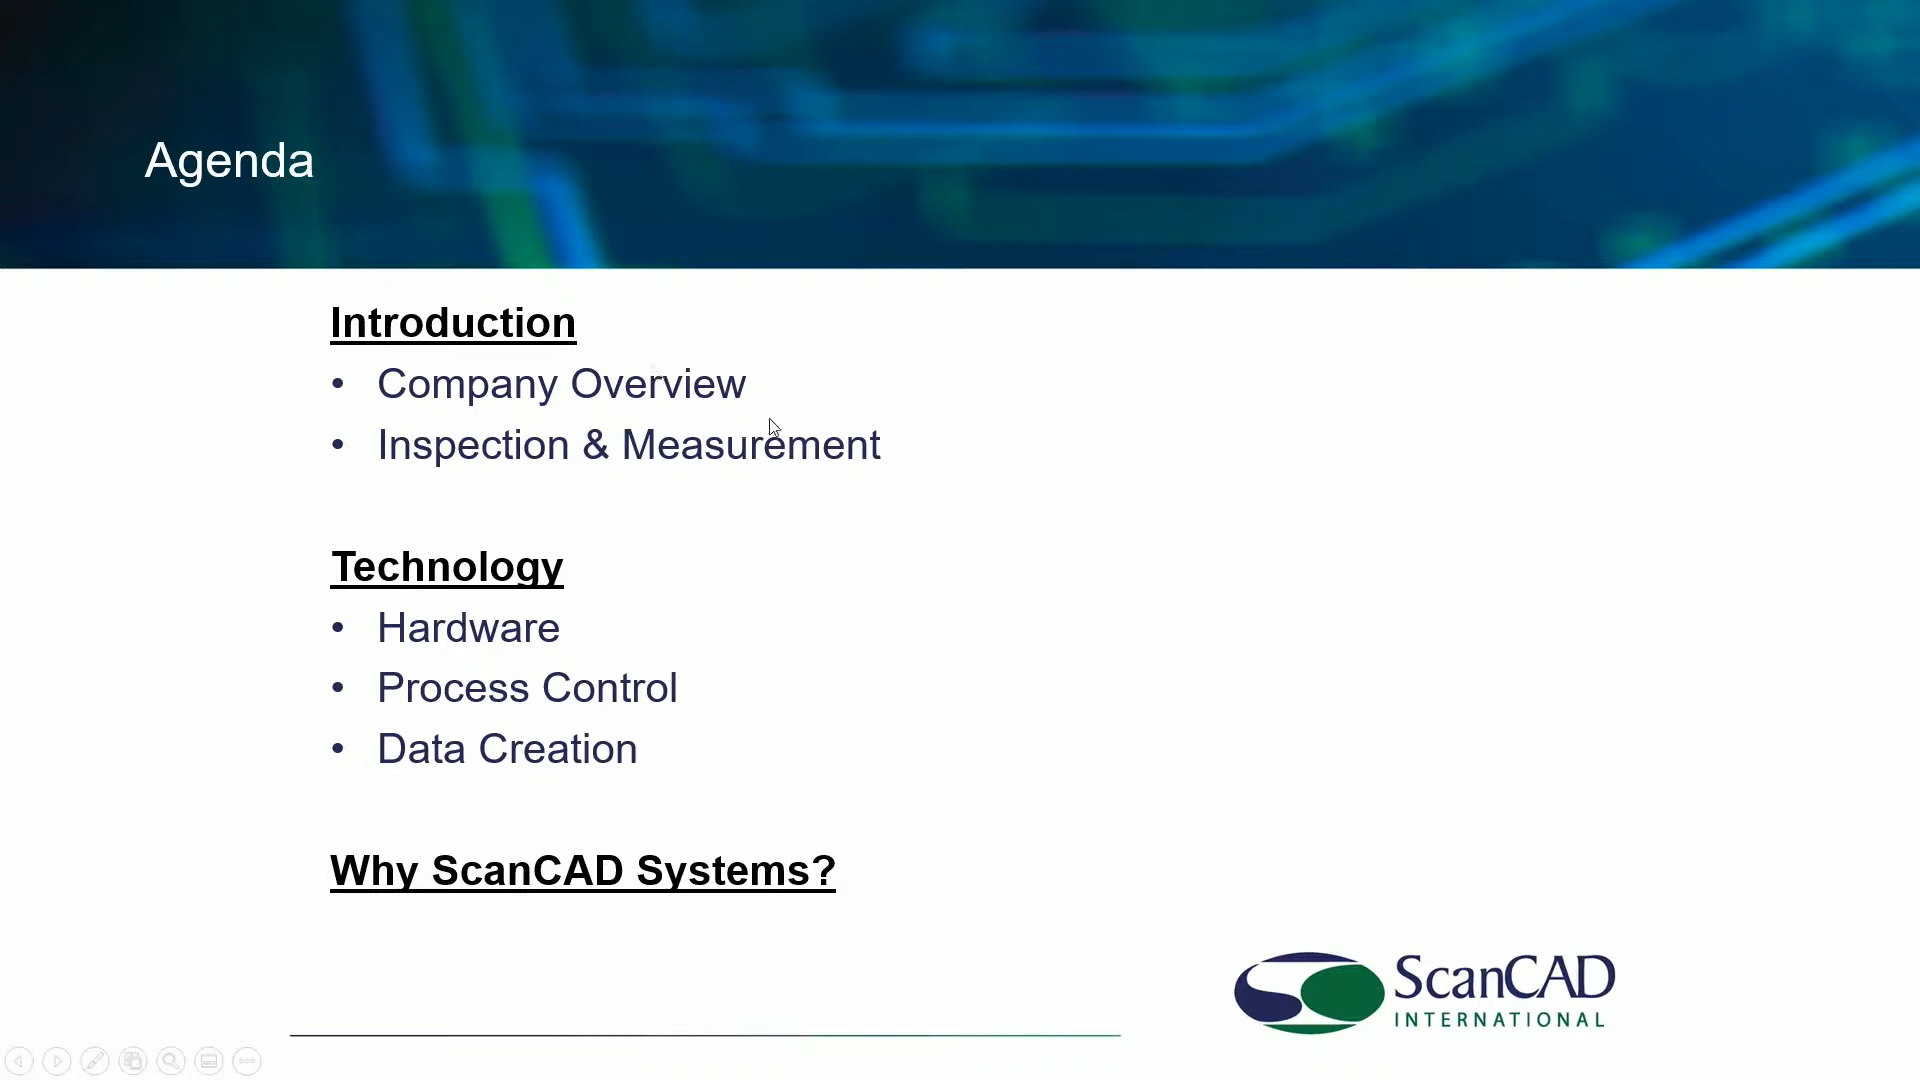 Agenda
Introduction
• Company Overview
• Inspection & Measurement
Technology
• Hardware
• Process Control
• Data Creation
Why ScanCAD Systems?
ScanCAD
INTERNATIONAL